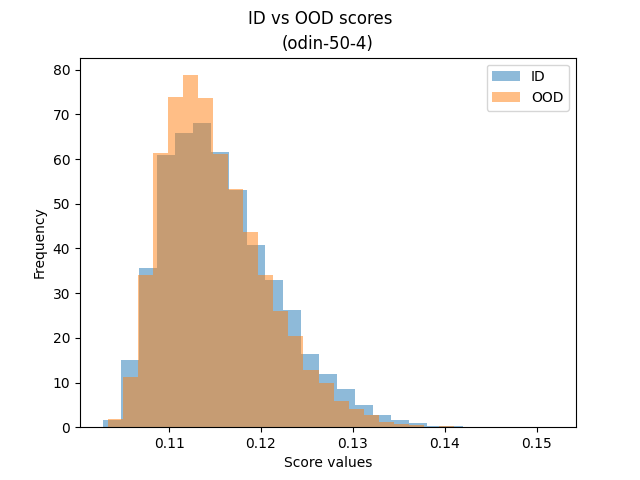 ID vs OOD scores
(odin-50-4)
ID
OOD
Frequency
80
70
60
50
40
30
20
10
0
0.11 0.12 0.13 0.14 0.15
Score values